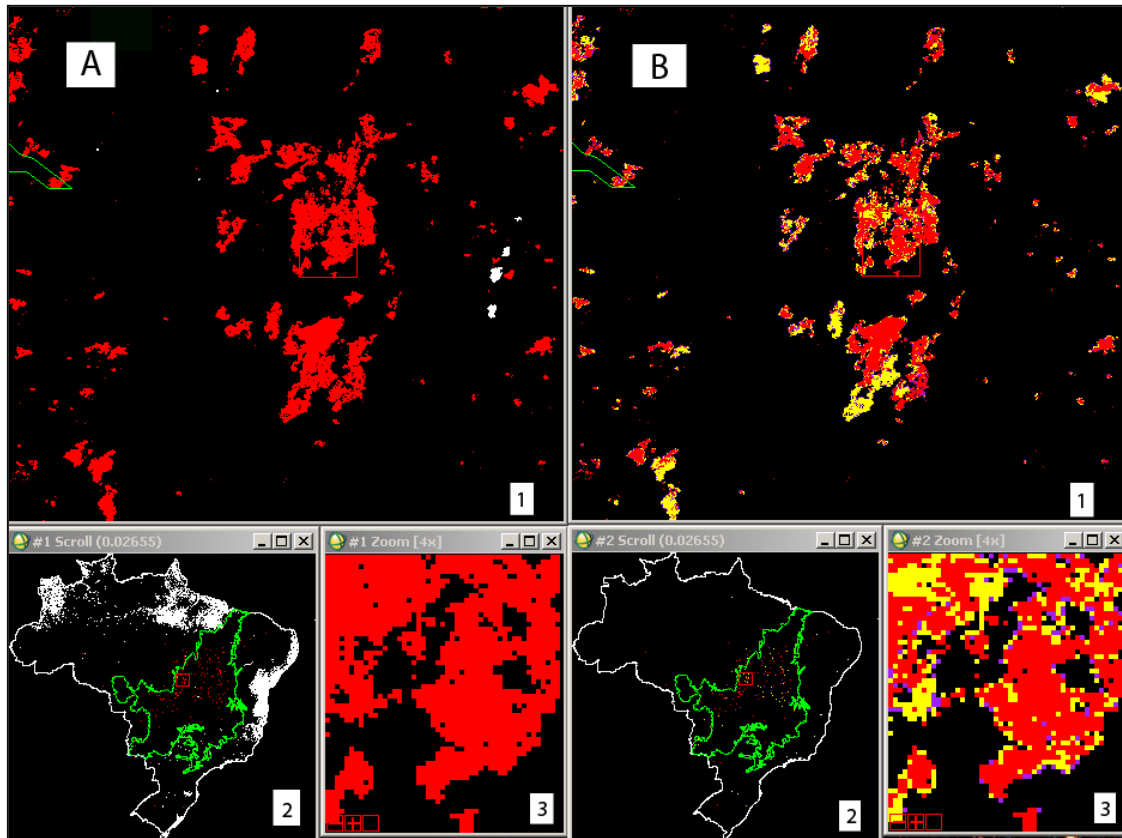 A
B
1
1
#1 Scroll (0.02655)
#1 Zoom [4x]
#2 Scroll (0.02655)
#2 Zoom [4x]
2
3
2
3